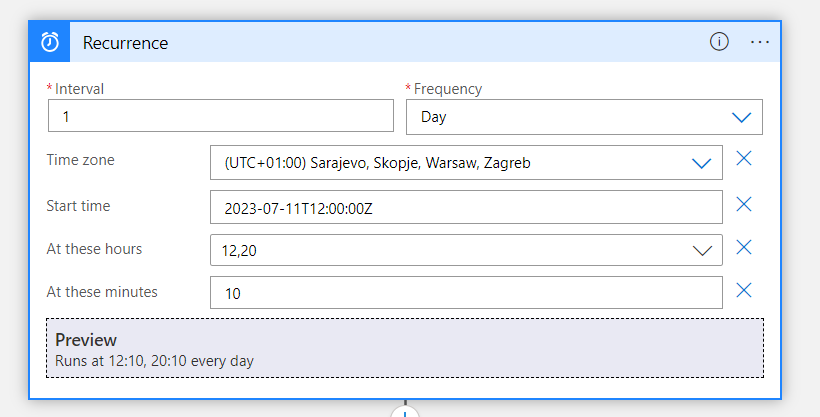 Recurrence
*Interval
*Frequency
1
Day
Time zone
(UTC+01:00) Sarajevo, Skopje, Warsaw, Zagreb
Start time
2023-07-11T12:00:00Z
At these hours
12,20
At these minutes
10
Preview
Runs at 12:10, 20:10 every day